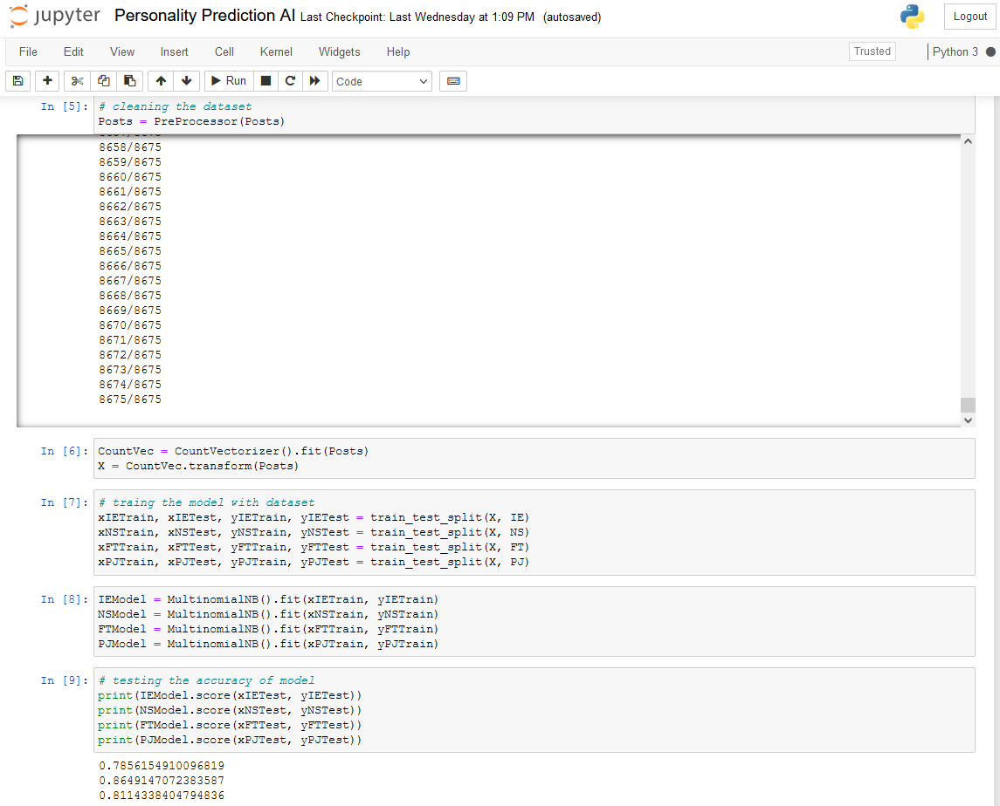 jupyter Personality Prediction AI Last Checkpoint: Last Wednesday at 1:09 PM (autosaved) Logout
File Edit View Insert Cell Kernel Widgets Help Trusted Python 3
Run Code
In [5]: # cleaning the dataset
Posts = PreProcessor(Posts)
8657/8675
8658/8675
8659/8675
8660/8675
8661/8675
8662/8675
8663/8675
8664/8675
8665/8675
8666/8675
8667/8675
8668/8675
8669/8675
8670/8675
8671/8675
8672/8675
8673/8675
8674/8675
8675/8675
In [6]: CountVec = CountVectorizer().fit(Posts)
X = CountVec.transform(Posts)
In [7]: # traing the model with dataset
xIETrain, xIETest, yIETrain, yIETest = train_test_split(X, IE)
xNSTrain, xNSTest, yNSTrain, yNSTest = train_test_split(X, NS)
xFTTrain, xFTTest, yFTTrain, yFTTest = train_test_split(X, FT)
xPJTrain, xPJTest, yPJTrain, yPJTest = train_test_split(X, PJ)
In [8]: IEModel = MultinomialNB().fit(xIETrain, yIETrain)
NSModel = MultinomialNB().fit(xNSTrain, yNSTrain)
FTModel = MultinomialNB().fit(xFTTrain, yFTTrain)
PJModel = MultinomialNB().fit(xPJTrain, yPJTrain)
In [9]: # testing the accuracy of model
print(IEModel.score(xIETest, yIETest))
print(NSModel.score(xNSTest, yNSTest))
print(FTModel.score(xFTTest, yFTTest))
print(PJModel.score(xPJTest, yPJTest))
0.7856154910096819
0.8649147072383587
0.8114338404794836